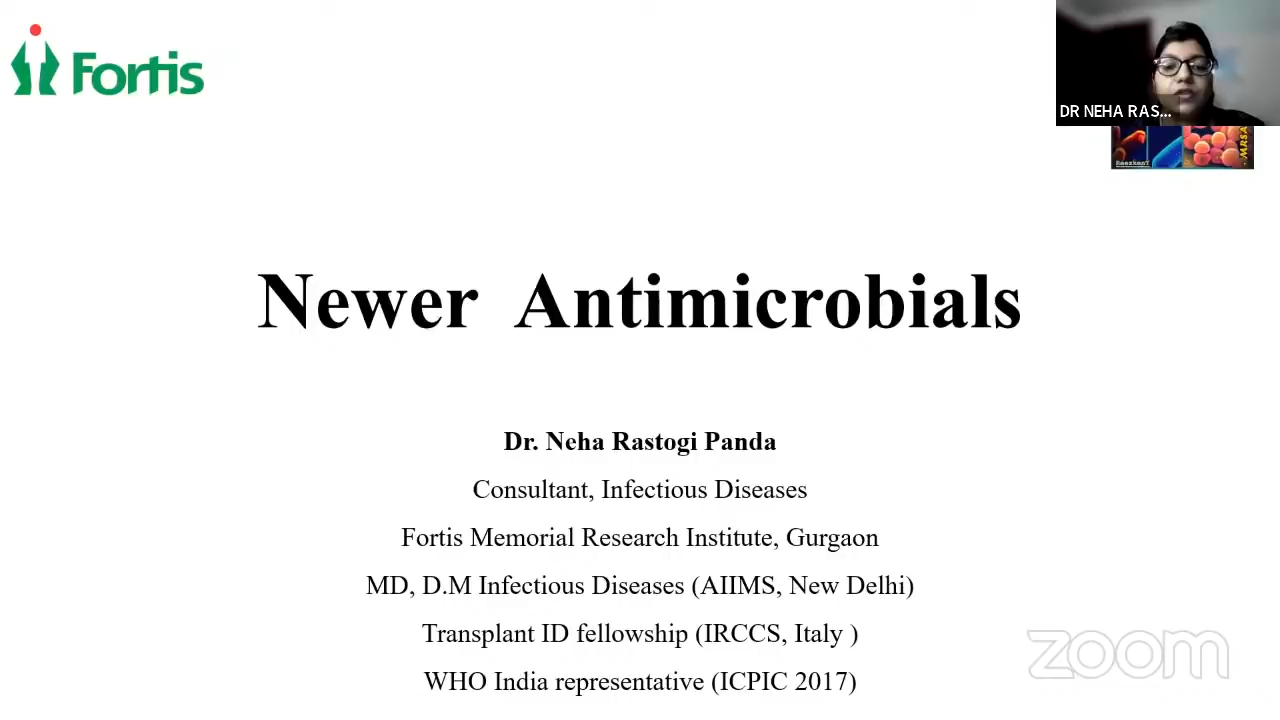 Fortis
DR NEHA RAS...
MRSA
Newer Antimicrobials
Dr. Neha Rastogi Panda
Consultant, Infectious Diseases
Fortis Memorial Research Institute, Gurgaon
MD, D.M Infectious Diseases (AIIMS, New Delhi)
Transplant ID fellowship (IRCCS, Italy )
WHO India representative (ICPIC 2017)
zoom